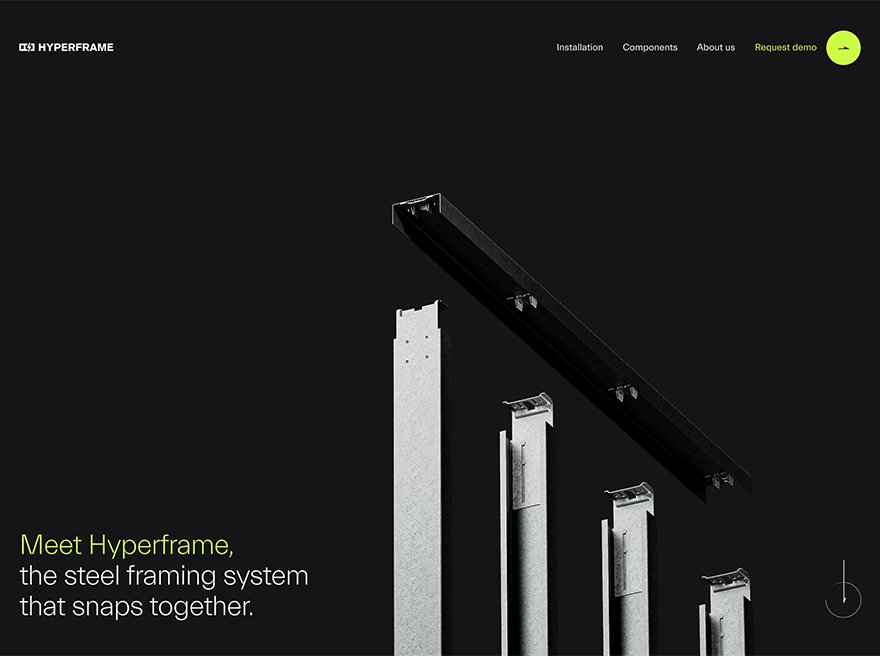 HYPERFRAME
Installation Components About us Request demo
Meet Hyperframe,
the steel framing system
that snaps together.